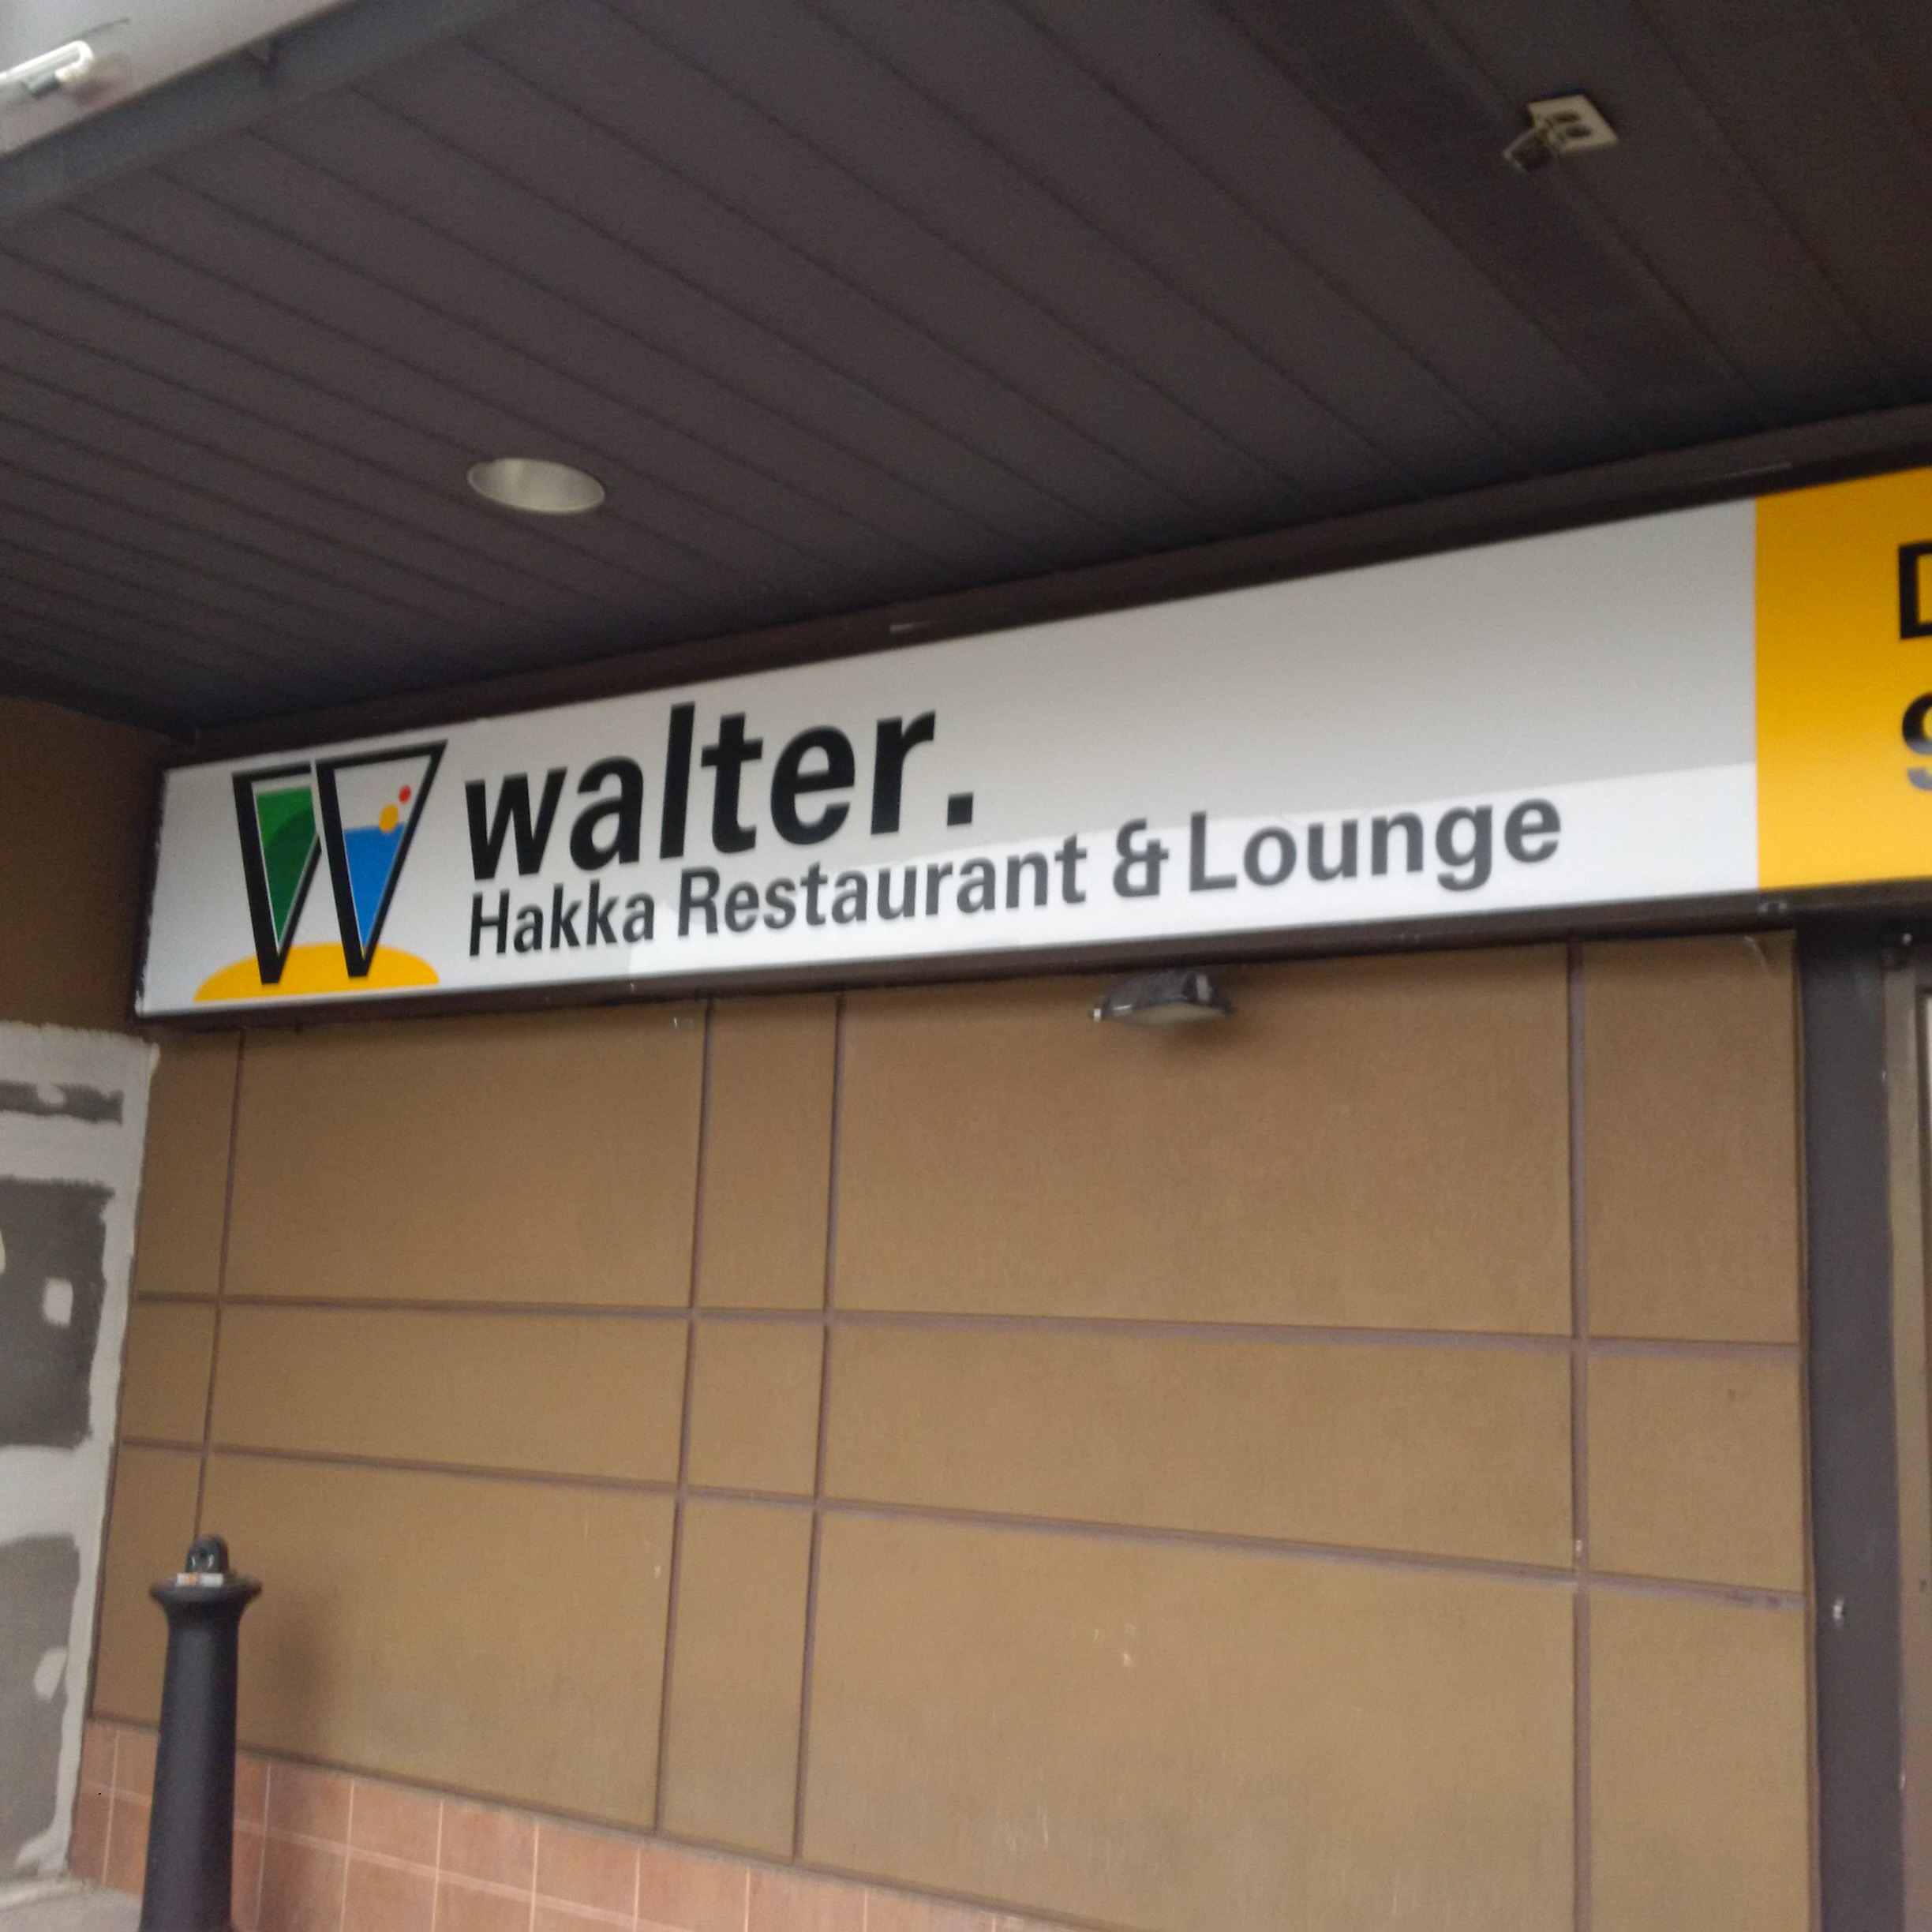 walter.
Hakka Restaurant & Lounge